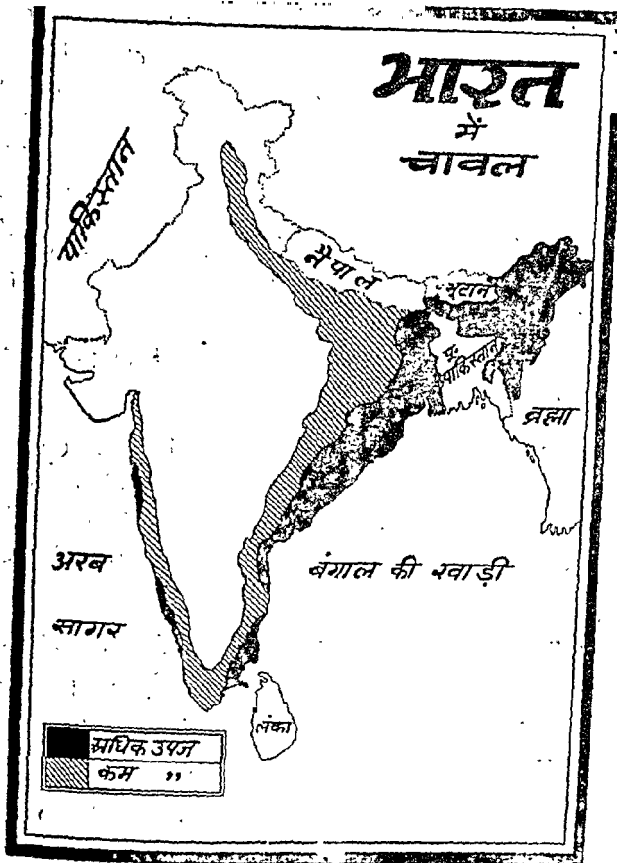 भारत
में
चावल
पाकिस्तान
नैपाल
भूटान
पू.
पाकिस्तान
ब्रह्मा
अरब
सागर
बंगाल की खाड़ी
लंका
अधिक उपज
कम ,,